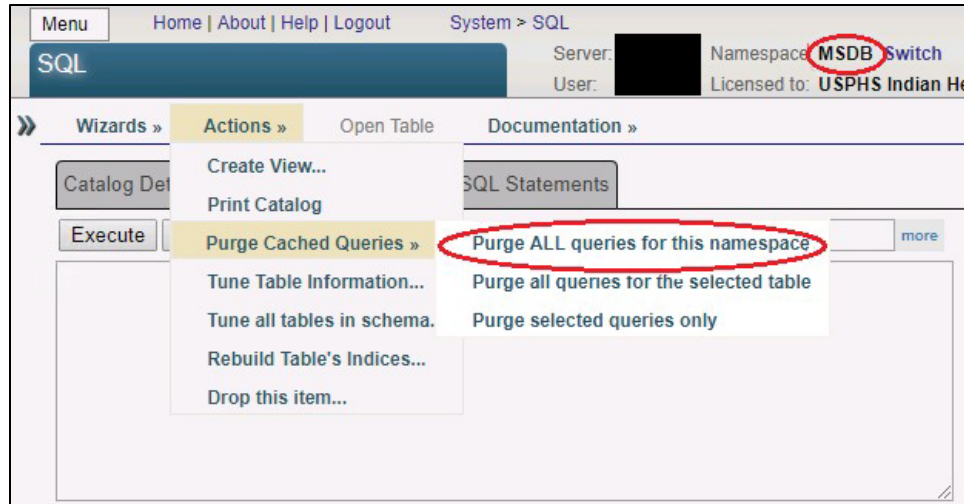 Menu Home | About | Help | Logout System > SQL
SQL
Server: Namespace MSDB Switch
User: Licensed to: USPHS Indian He
» Wizards » Actions » Open Table Documentation »
Catalog Det SQL Statements
Create View...
Print Catalog
Execute more
Purge Cached Queries » Purge ALL queries for this namespace
Tune Table Information... Purge all queries for the selected table
Tune all tables in schema. Purge selected queries only
Rebuild Table's Indices...
Drop this item...